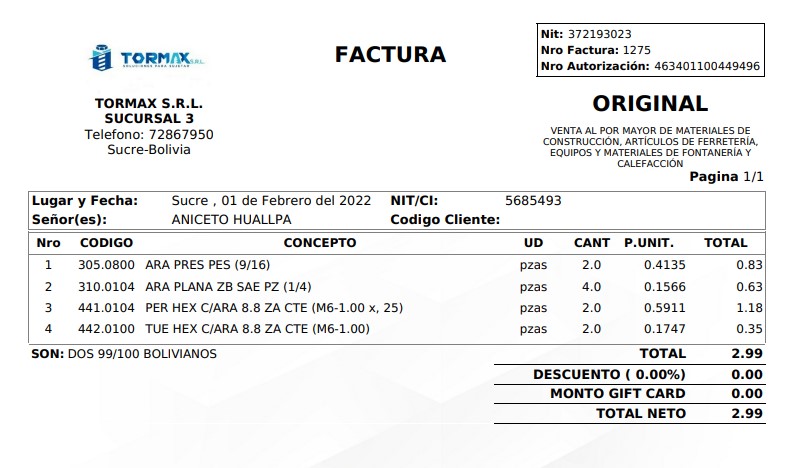 TORMAX S.R.L.
SOLUCIONES PARA SUJETAR
FACTURA
Nit: 372193023
Nro Factura: 1275
Nro Autorización: 463401100449496
TORMAX S.R.L.
SUCURSAL 3
Telefono: 72867950
Sucre-Bolivia
ORIGINAL
VENTA AL POR MAYOR DE MATERIALES DE
CONSTRUCCIÓN, ARTÍCULOS DE FERRETERÍA,
EQUIPOS Y MATERIALES DE FONTANERÍA Y
CALEFACCIÓN
Pagina 1/1
Lugar y Fecha: Sucre , 01 de Febrero del 2022 NIT/CI: 5685493
Señor(es): ANICETO HUALLPA Codigo Cliente:
Nro CODIGO CONCEPTO UD CANT P.UNIT. TOTAL
1 305.0800 ARA PRES PES (9/16) pzas 2.0 0.4135 0.83
2 310.0104 ARA PLANA ZB SAE PZ (1/4) pzas 4.0 0.1566 0.63
3 441.0104 PER HEX C/ARA 8.8 ZA CTE (M6-1.00 x, 25) pzas 2.0 0.5911 1.18
4 442.0100 TUE HEX C/ARA 8.8 ZA CTE (M6-1.00) pzas 2.0 0.1747 0.35
SON: DOS 99/100 BOLIVIANOS TOTAL 2.99
DESCUENTO ( 0.00%) 0.00
MONTO GIFT CARD 0.00
TOTAL NETO 2.99